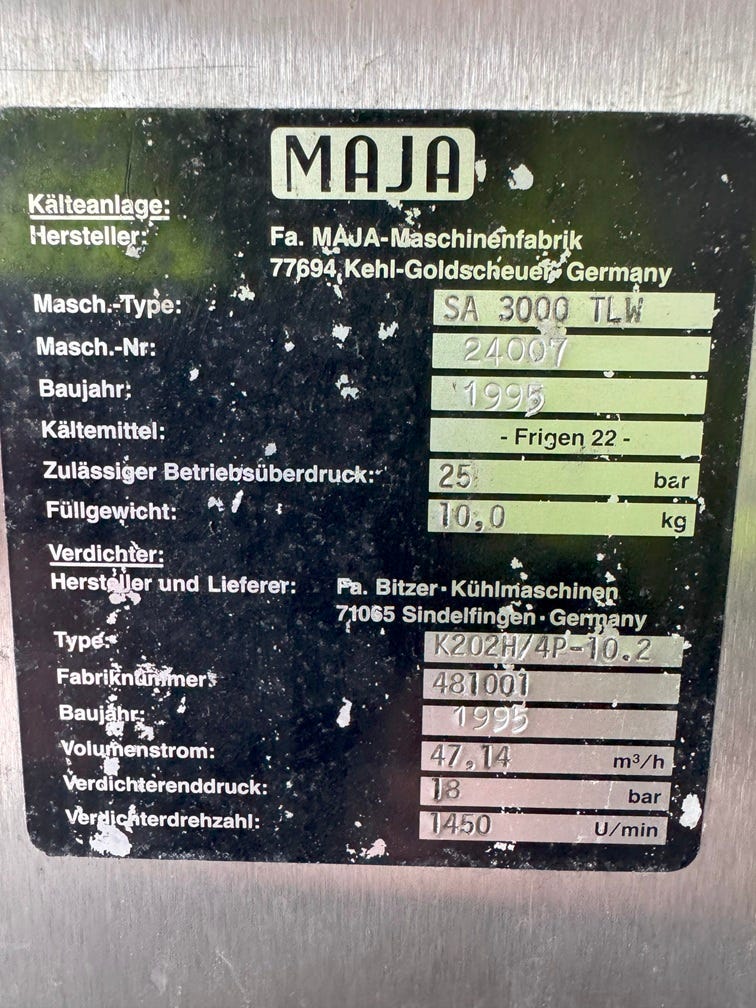 MAJA
Kälteanlage:
Hersteller: Fa. MAJA-Maschinenfabrik
77694 Kehl-Goldscheuer · Germany
Masch.-Type: SA 3000 TLW
Masch.-Nr: 24007
Baujahr: 1995
Kältemittel: - Frigen 22 -
Zulässiger Betriebsüberdruck: 25 bar
Füllgewicht: 10,0 kg
Verdichter:
Hersteller und Lieferer: Fa. Bitzer · Kühlmaschinen
71065 Sindelfingen · Germany
Type: K202H/4P-10.2
Fabriknummer: 481001
Baujahr: 1995
Volumenstrom: 47,14 m³/h
Verdichterenddruck: 18 bar
Verdichterdrehzahl: 1450 U/min